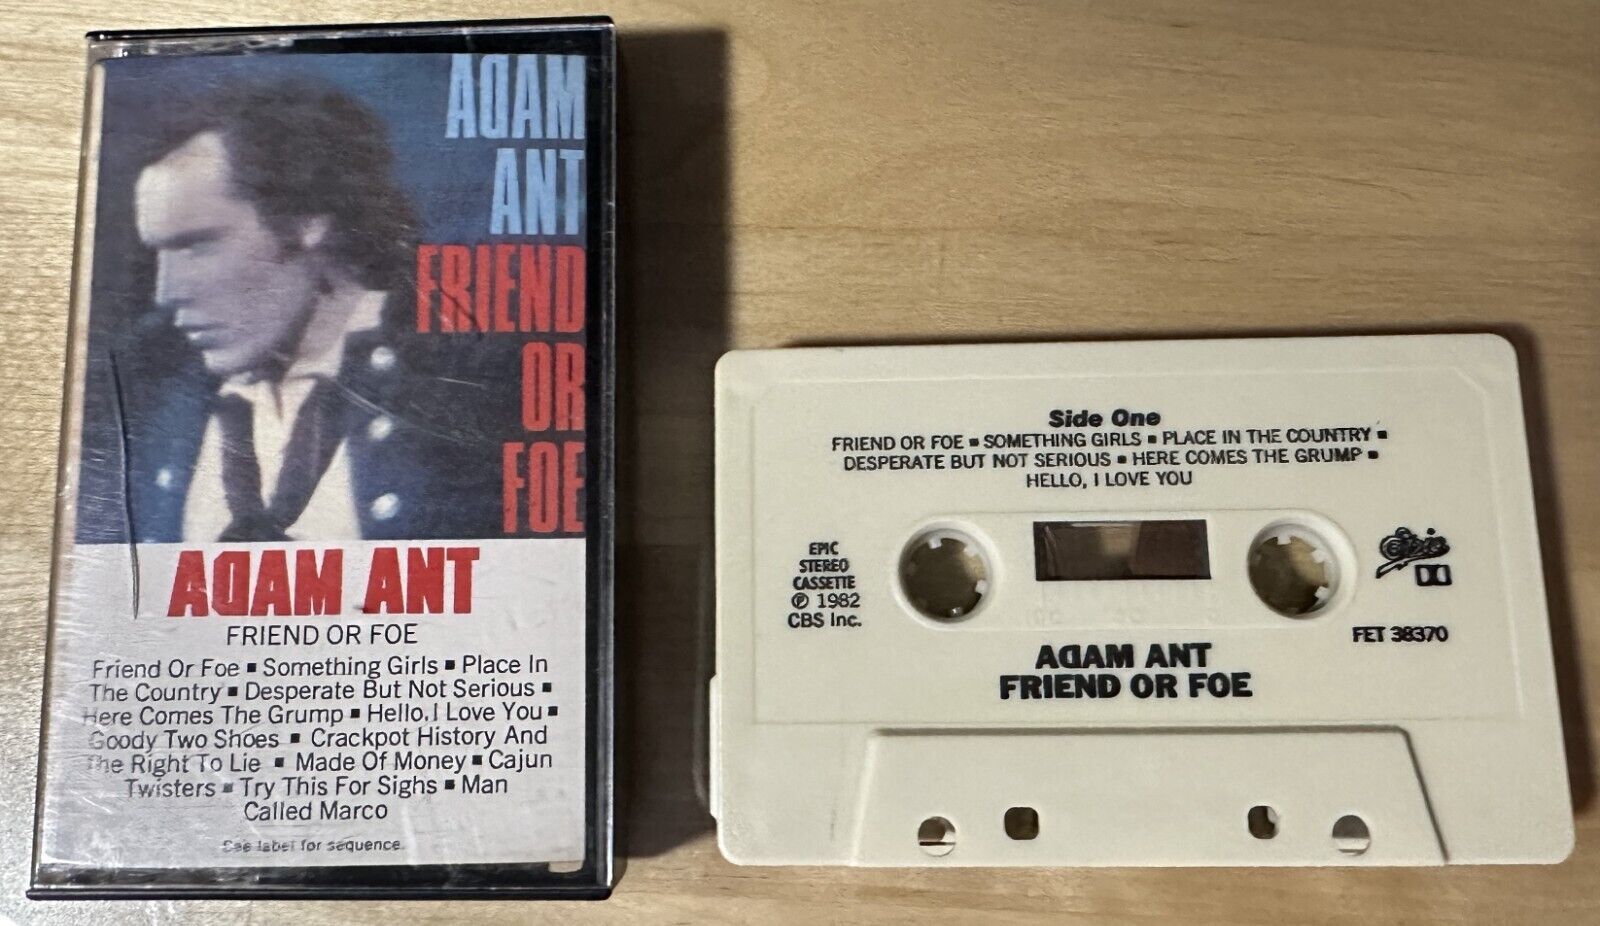 ADAM
ANT
FRIEND
OR
FOE
ADAM ANT
FRIEND OR FOE
Friend Or Foe ■ Something Girls ■ Place In
The Country ■ Desperate But Not Serious ■
Here Comes The Grump ■ Hello, I Love You ■
Goody Two Shoes ■ Crackpot History And
The Right To Lie ■ Made Of Money ■ Cajun
Twisters ■ Try This For Sighs ■ Man
Called Marco
See label for sequence.
Side One
FRIEND OR FOE ■ SOMETHING GIRLS ■ PLACE IN THE COUNTRY ■
DESPERATE BUT NOT SERIOUS ■ HERE COMES THE GRUMP ■
HELLO, I LOVE YOU
EPIC
STEREO
CASSETTE
℗ 1982
CBS Inc.
Epic
FET 38370
ADAM ANT
FRIEND OR FOE